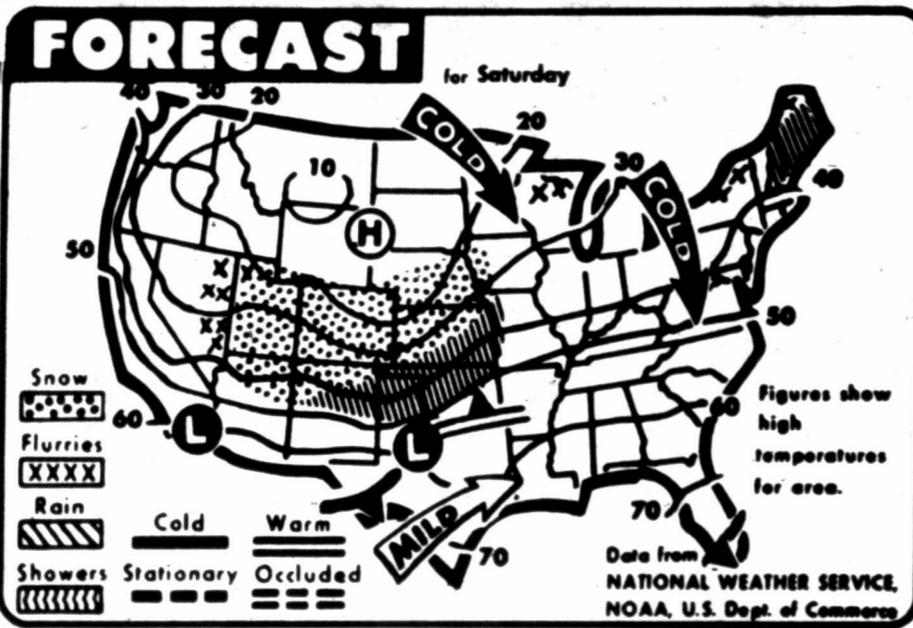 FORECAST
for Saturday
40 30 20
20
COLD
10
30
COLD
40
H
50
50
Snow
60
L
Flurries
XXXX
L
60
Figures show
high
temperatures
for area.
Rain
Cold
Warm
MILD
70
70
Showers
Stationary
Occluded
Data from
NATIONAL WEATHER SERVICE,
NOAA, U.S. Dept. of Commerce